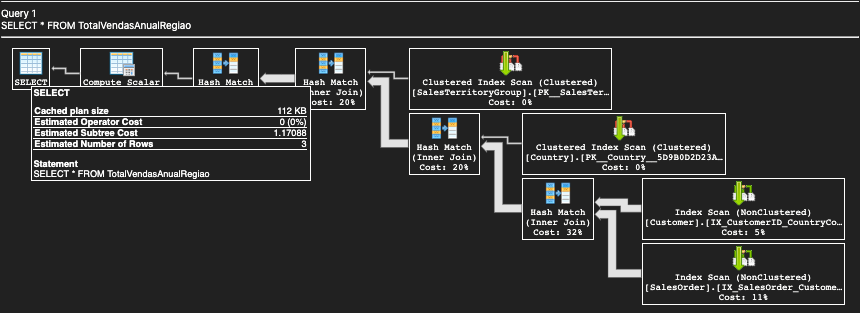 Query 1
SELECT * FROM TotalVendasAnualRegiao
SELECT
Compute Scalar
Hash Match
Hash Match
(Inner Join)
Cost: 20%
Clustered Index Scan (Clustered)
[SalesTerritoryGroup].[PK__SalesTer...
Cost: 0%
SELECT
Cached plan size 112 KB
Estimated Operator Cost 0 (0%)
Estimated Subtree Cost 1.17088
Estimated Number of Rows 3
Statement
SELECT * FROM TotalVendasAnualRegiao
Hash Match
(Inner Join)
Cost: 20%
Clustered Index Scan (Clustered)
[Country].[PK__Country__5D9B0D2D23A...
Cost: 0%
Hash Match
(Inner Join)
Cost: 32%
Index Scan (NonClustered)
[Customer].[IX_CustomerID_CountryCo...
Cost: 5%
Index Scan (NonClustered)
[SalesOrder].[IX_SalesOrder_Custome...
Cost: 11%